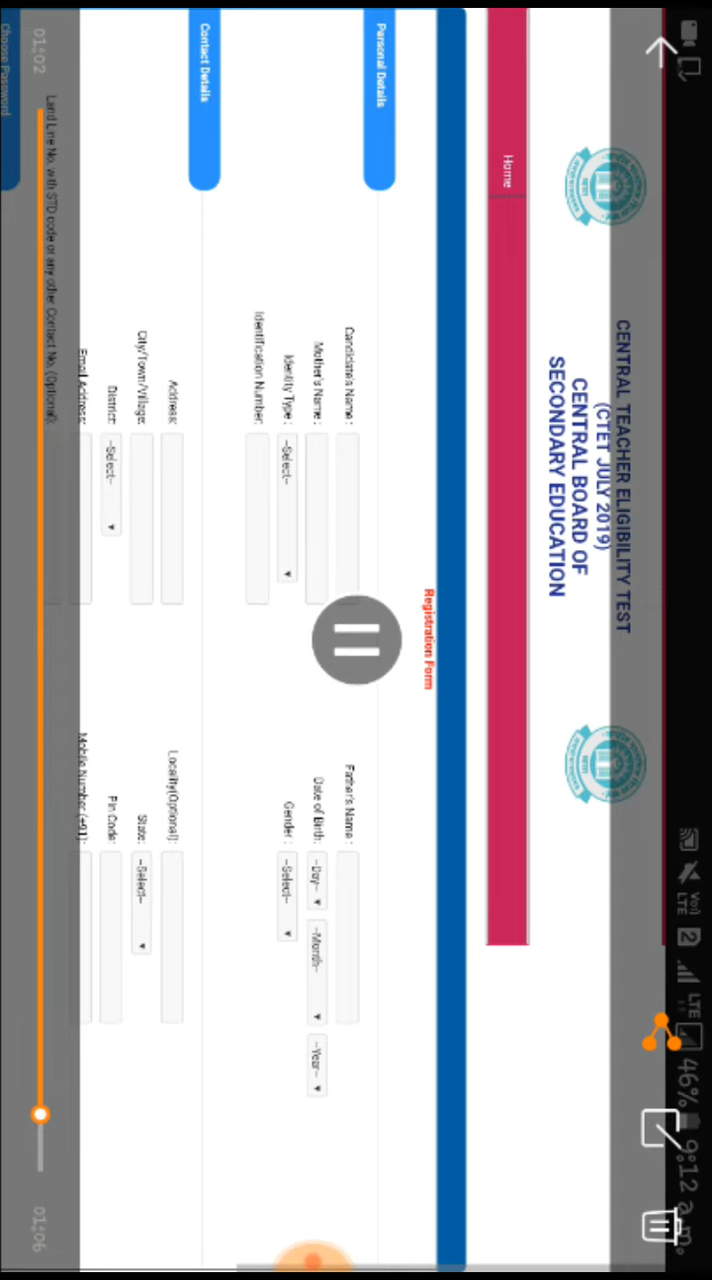 9:12 a.m.
46%
LTE
2
Vo))
LTE
CENTRAL TEACHER ELIGIBILITY TEST
(CTET JULY 2019)
CENTRAL BOARD OF
SECONDARY EDUCATION
Home
Registration Form
Personal Details
Candidate's Name :
Father's Name :
Mother's Name :
Date of Birth: --Day-- --Month-- --Year--
Identity Type : --Select--
Gender : --Select--
Identification Number:
Contact Details
Address:
Locality(Optional):
City/Town/Village:
State: --Select--
District: --Select--
Pin Code:
Email Address:
Mobile Number (+91):
Land Line No. with STD code or any other Contact No. (Optional):
Choose Password
01:02
01:06